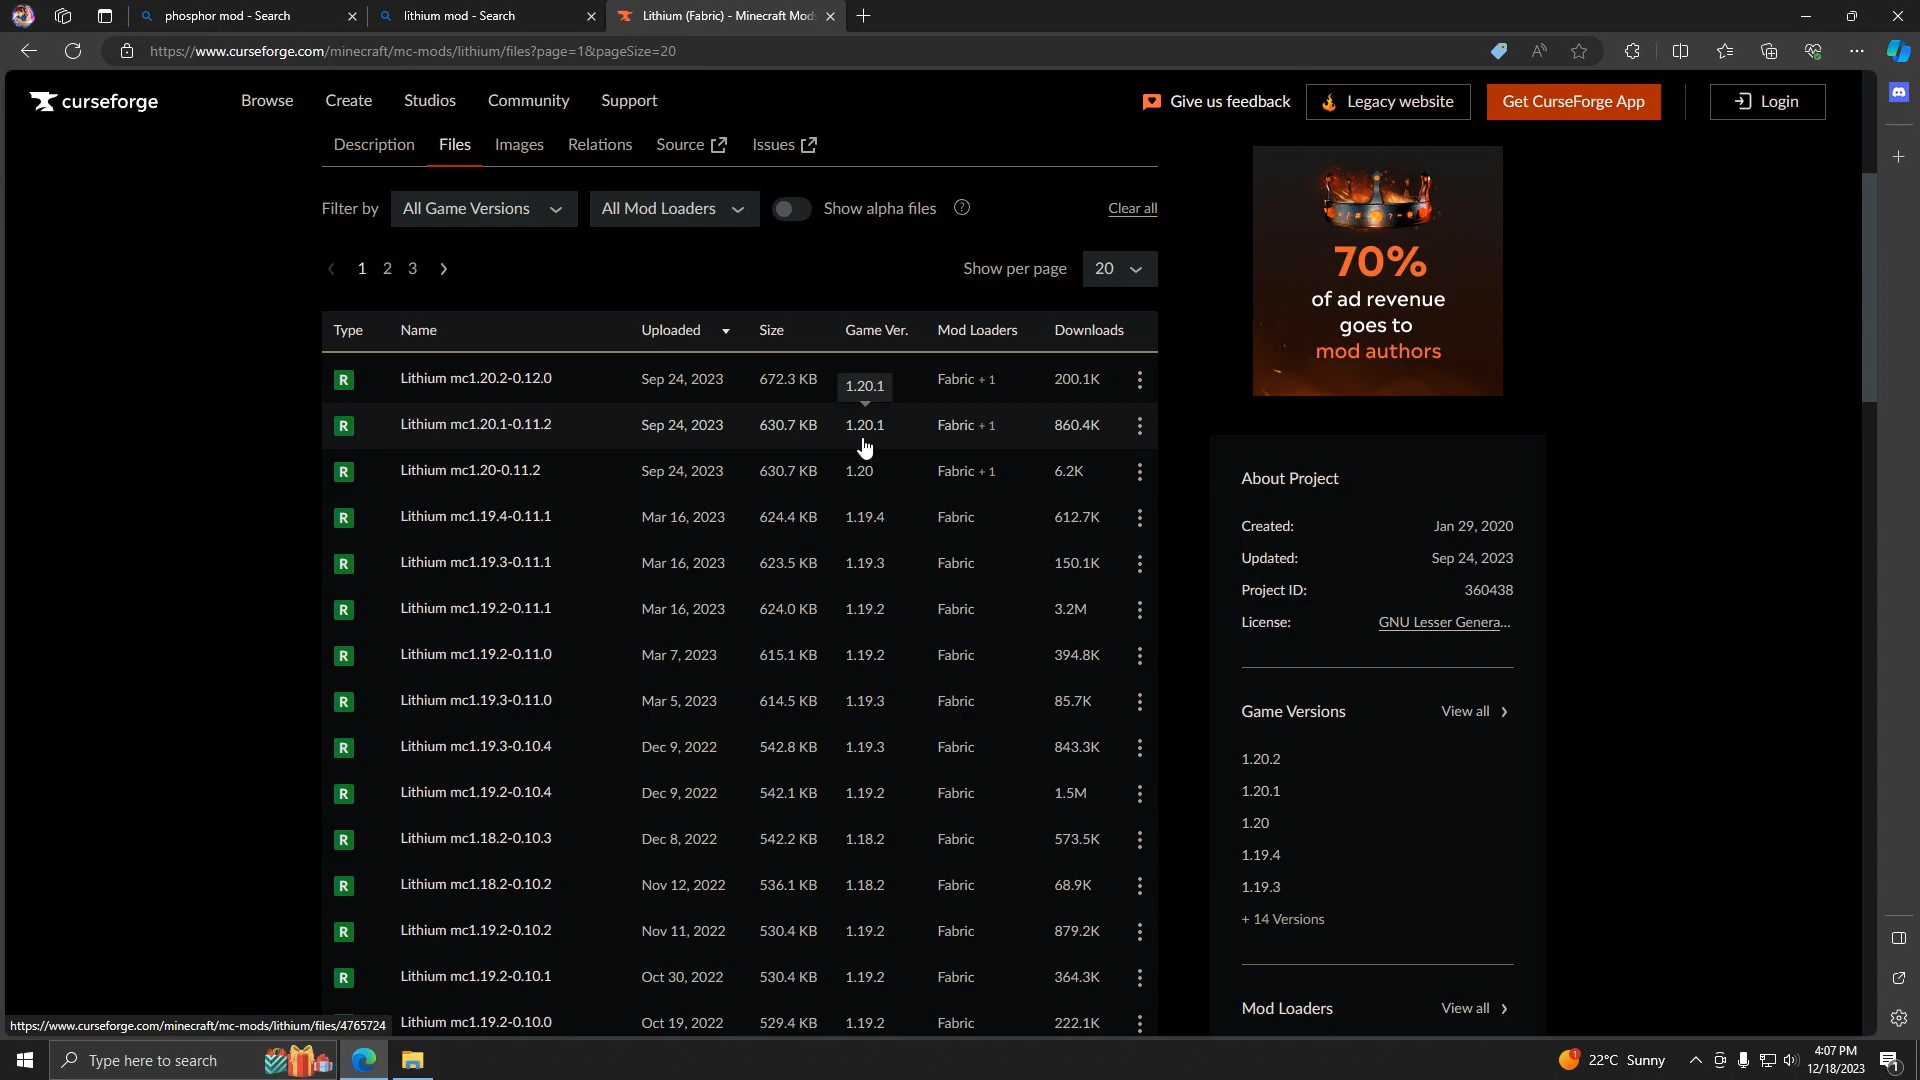 phosphor mod - Search
lithium mod - Search
Lithium (Fabric) - Minecraft Mod
https://www.curseforge.com/minecraft/mc-mods/lithium/files?page=1&pageSize=20
curseforge
Browse Create Studios Community Support
Give us feedback
Legacy website
Get CurseForge App
Login
Description Files Images Relations Source Issues
Filter by All Game Versions All Mod Loaders Show alpha files ? Clear all
1 2 3
Show per page 20
Type Name Uploaded Size Game Ver. Mod Loaders Downloads
R Lithium mc1.20.2-0.12.0 Sep 24, 2023 672.3 KB Fabric + 1 200.1K
1.20.1
R Lithium mc1.20.1-0.11.2 Sep 24, 2023 630.7 KB 1.20.1 Fabric + 1 860.4K
R Lithium mc1.20-0.11.2 Sep 24, 2023 630.7 KB 1.20 Fabric + 1 6.2K
R Lithium mc1.19.4-0.11.1 Mar 16, 2023 624.4 KB 1.19.4 Fabric 612.7K
R Lithium mc1.19.3-0.11.1 Mar 16, 2023 623.5 KB 1.19.3 Fabric 150.1K
R Lithium mc1.19.2-0.11.1 Mar 16, 2023 624.0 KB 1.19.2 Fabric 3.2M
R Lithium mc1.19.2-0.11.0 Mar 7, 2023 615.1 KB 1.19.2 Fabric 394.8K
R Lithium mc1.19.3-0.11.0 Mar 5, 2023 614.5 KB 1.19.3 Fabric 85.7K
R Lithium mc1.19.3-0.10.4 Dec 9, 2022 542.8 KB 1.19.3 Fabric 843.3K
R Lithium mc1.19.2-0.10.4 Dec 9, 2022 542.1 KB 1.19.2 Fabric 1.5M
R Lithium mc1.18.2-0.10.3 Dec 8, 2022 542.2 KB 1.18.2 Fabric 573.5K
R Lithium mc1.18.2-0.10.2 Nov 12, 2022 536.1 KB 1.18.2 Fabric 68.9K
R Lithium mc1.19.2-0.10.2 Nov 11, 2022 530.4 KB 1.19.2 Fabric 879.2K
R Lithium mc1.19.2-0.10.1 Oct 30, 2022 530.4 KB 1.19.2 Fabric 364.3K
Lithium mc1.19.2-0.10.0 Oct 19, 2022 529.4 KB 1.19.2 Fabric 222.1K
70%
of ad revenue
goes to
mod authors
About Project
Created: Jan 29, 2020
Updated: Sep 24, 2023
Project ID: 360438
License: GNU Lesser Genera...
Game Versions View all
1.20.2
1.20.1
1.20
1.19.4
1.19.3
+ 14 Versions
Mod Loaders View all
https://www.curseforge.com/minecraft/mc-mods/lithium/files/4765724
Type here to search
1
22°C Sunny
4:07 PM
12/18/2023
1